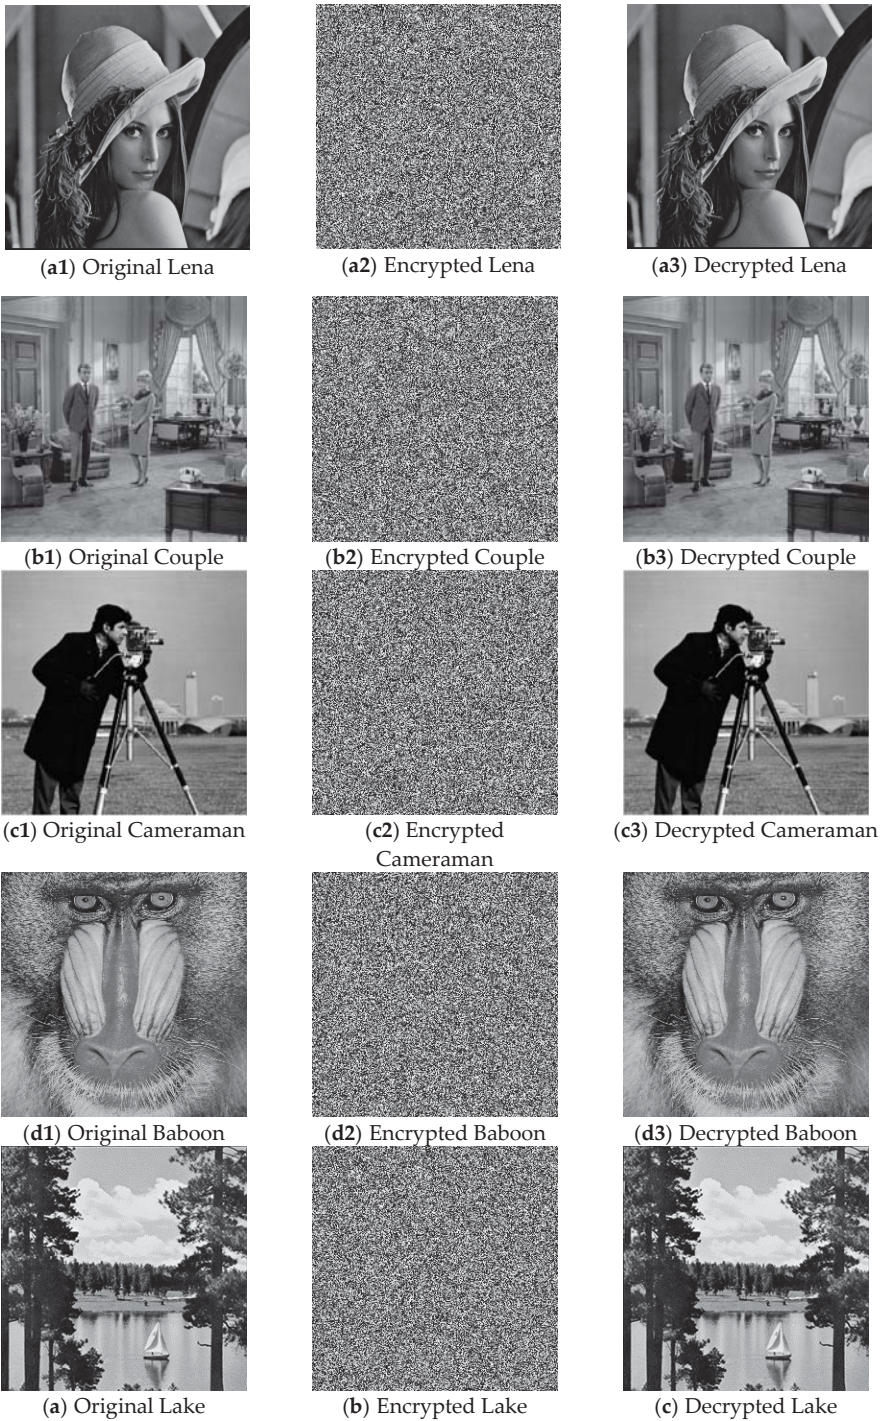 (a1) Original Lena
(a2) Encrypted Lena
(a3) Decrypted Lena
(b1) Original Couple
(b2) Encrypted Couple
(b3) Decrypted Couple
(c1) Original Cameraman
(c2) Encrypted
Cameraman
(c3) Decrypted Cameraman
(d1) Original Baboon
(d2) Encrypted Baboon
(d3) Decrypted Baboon
(a) Original Lake
(b) Encrypted Lake
(c) Decrypted Lake